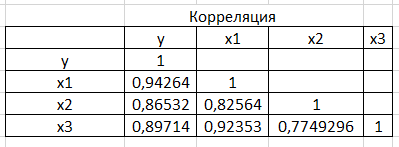 Корреляция
y x1 x2 x3
y 1
x1 0,94264 1
x2 0,86532 0,82564 1
x3 0,89714 0,92353 0,7749296 1